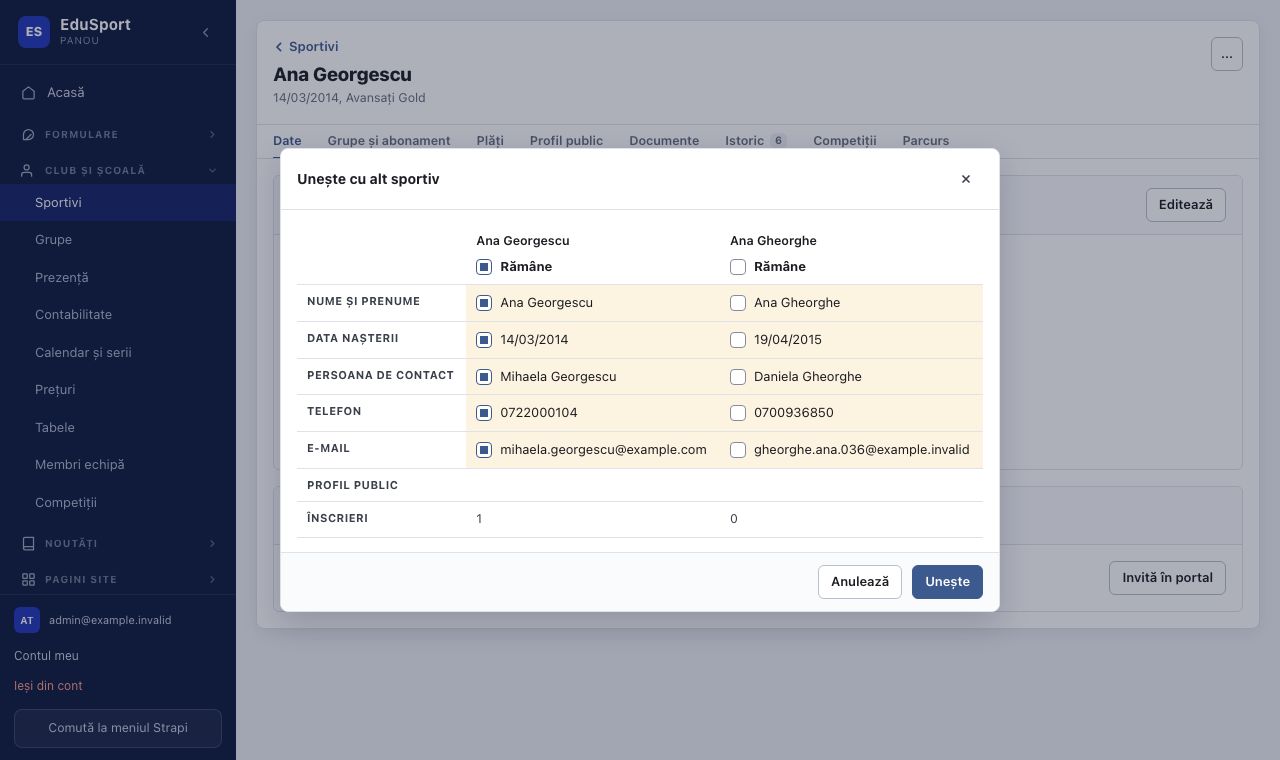 ES
EduSport
PANOU
Acasă
FORMULARE
CLUB ȘI ȘCOALĂ
Sportivi
Grupe
Prezență
Contabilitate
Calendar și serii
Prețuri
Tabele
Membri echipă
Competiții
NOUTĂȚI
PAGINI SITE
AT
admin@example.invalid
Contul meu
Ieși din cont
Comută la meniul Strapi
Sportivi
...
Ana Georgescu
14/03/2014, Avansați Gold
Date Grupe și abonament Plăți Profil public Documente Istoric 6 Competiții Parcurs
Editează
Invită în portal
Unește cu alt sportiv
×
Ana Georgescu Ana Gheorghe
Rămâne Rămâne
NUME ȘI PRENUME Ana Georgescu Ana Gheorghe
DATA NAȘTERII 14/03/2014 19/04/2015
PERSOANA DE CONTACT Mihaela Georgescu Daniela Gheorghe
TELEFON 0722000104 0700936850
E-MAIL mihaela.georgescu@example.com gheorghe.ana.036@example.invalid
PROFIL PUBLIC
ÎNSCRIERI 1 0
Anulează Unește